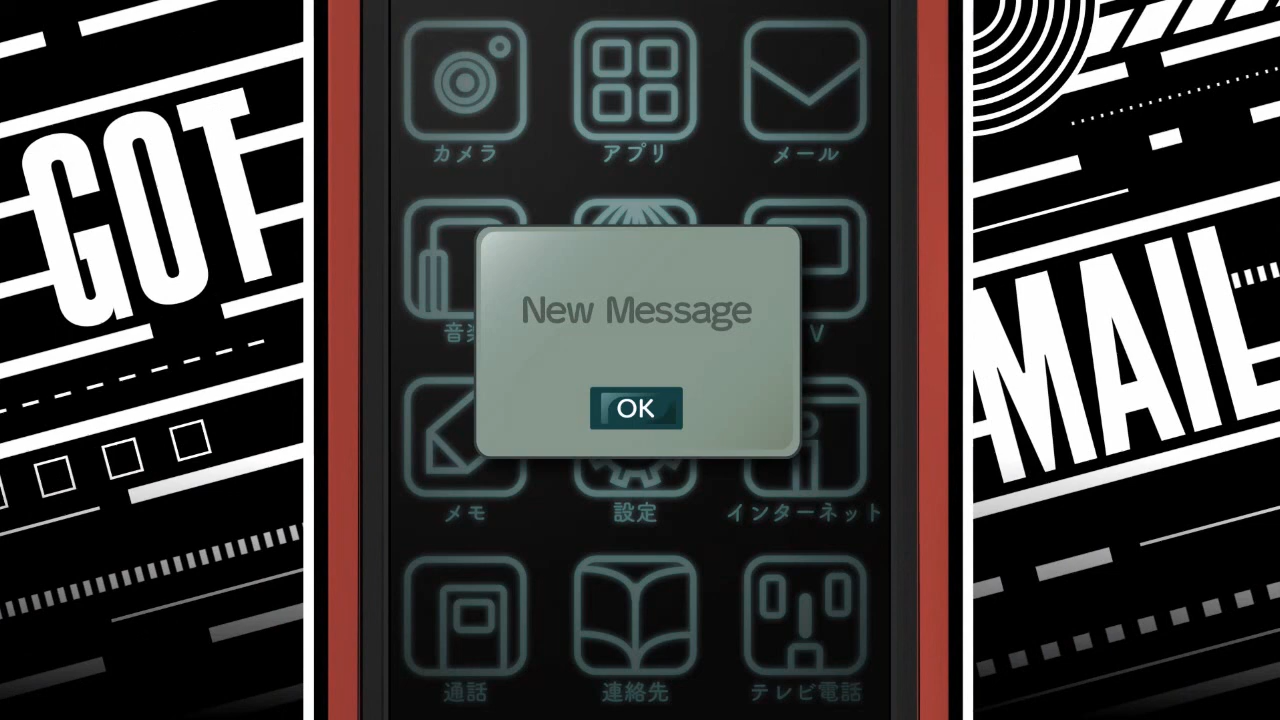 GOT
MAIL
カメラ
アプリ
メール
音
V
New Message
OK
メモ
設定
インターネット
通話
連絡先
テレビ電話